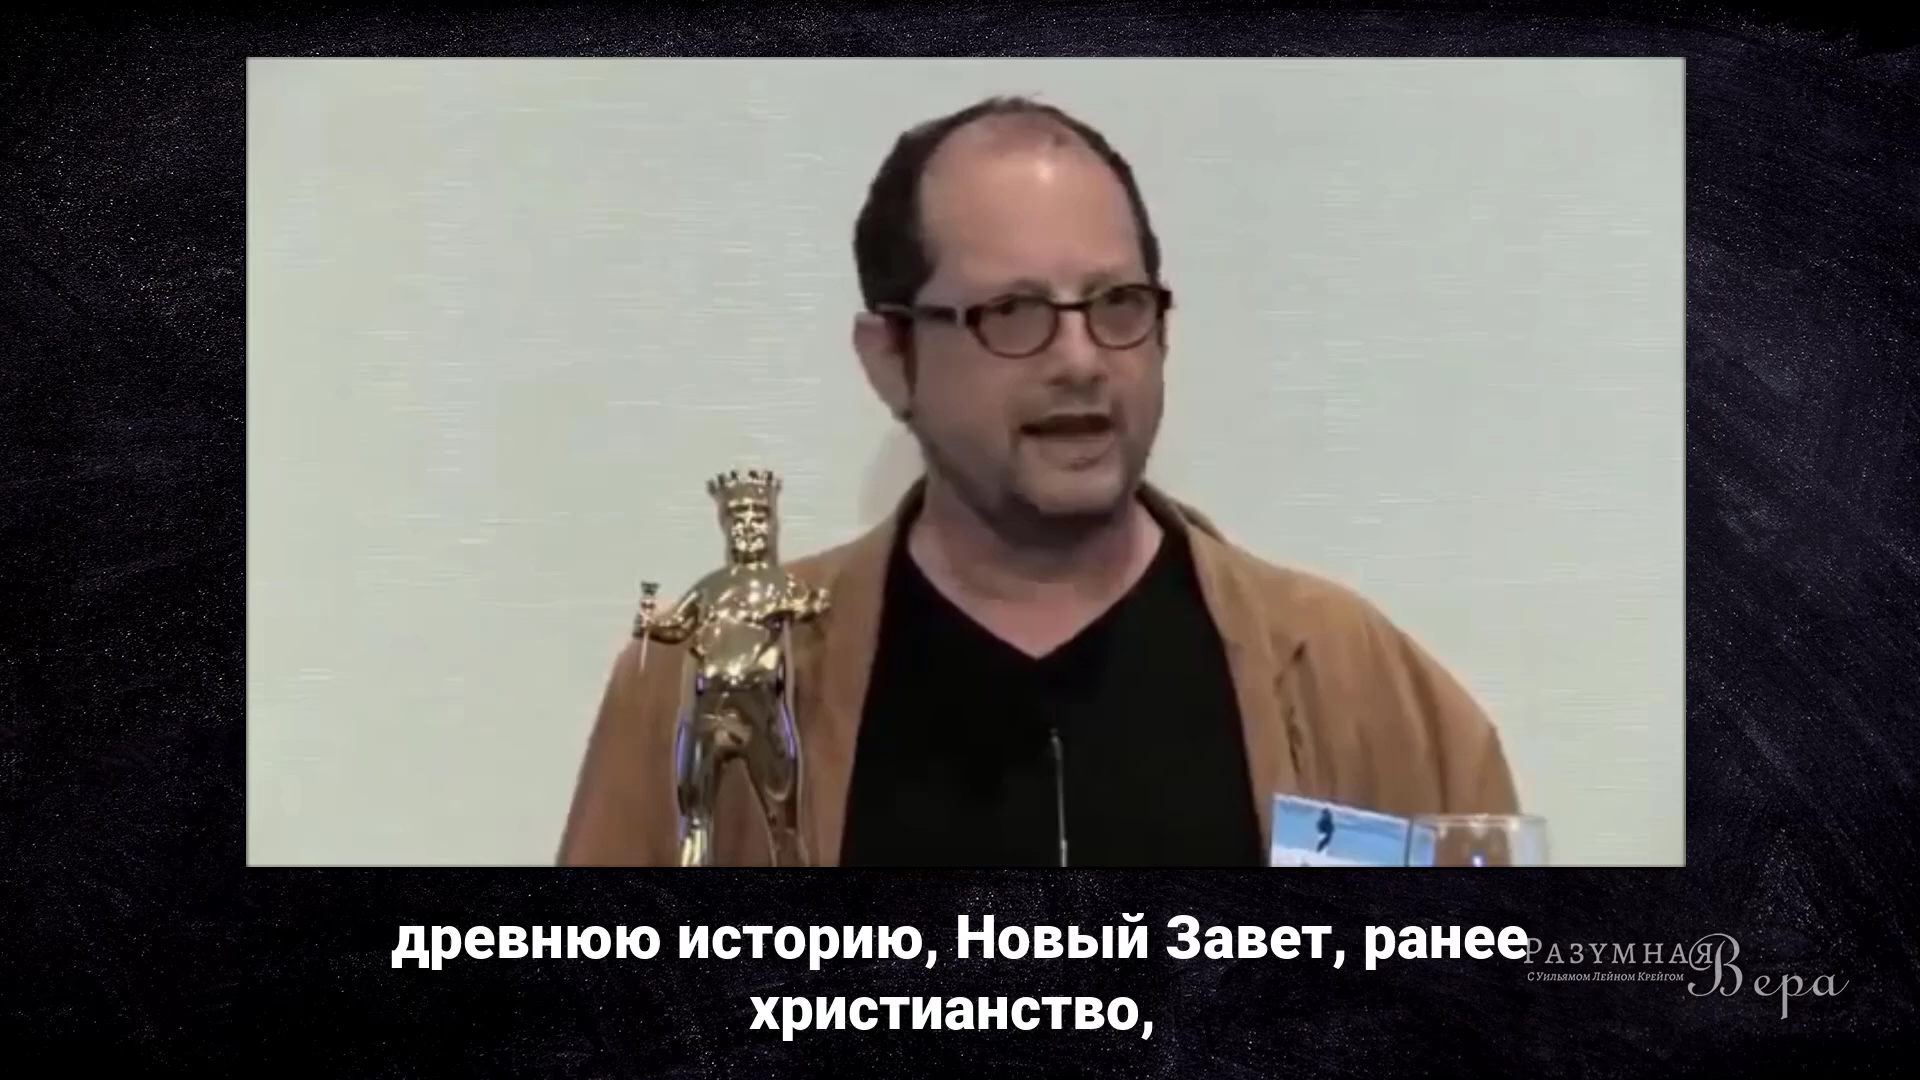 древнюю историю, Новый Завет, ранее
христианство,
РАЗУМНАЯ
С УИЛЬЯМОМ ЛЕЙНОМ КРЕЙГОМ
Вера